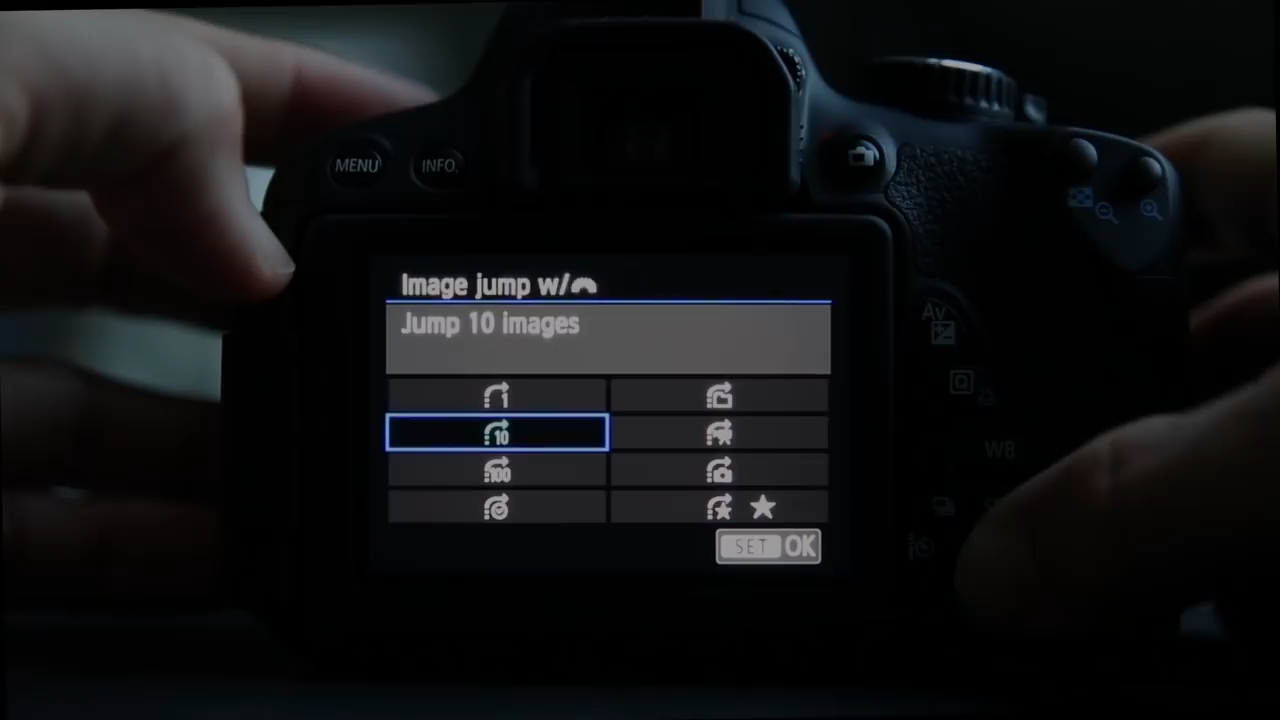 MENU INFO.
Image jump w/
Jump 10 images
1
10
100
SET OK
Av
Q
WB